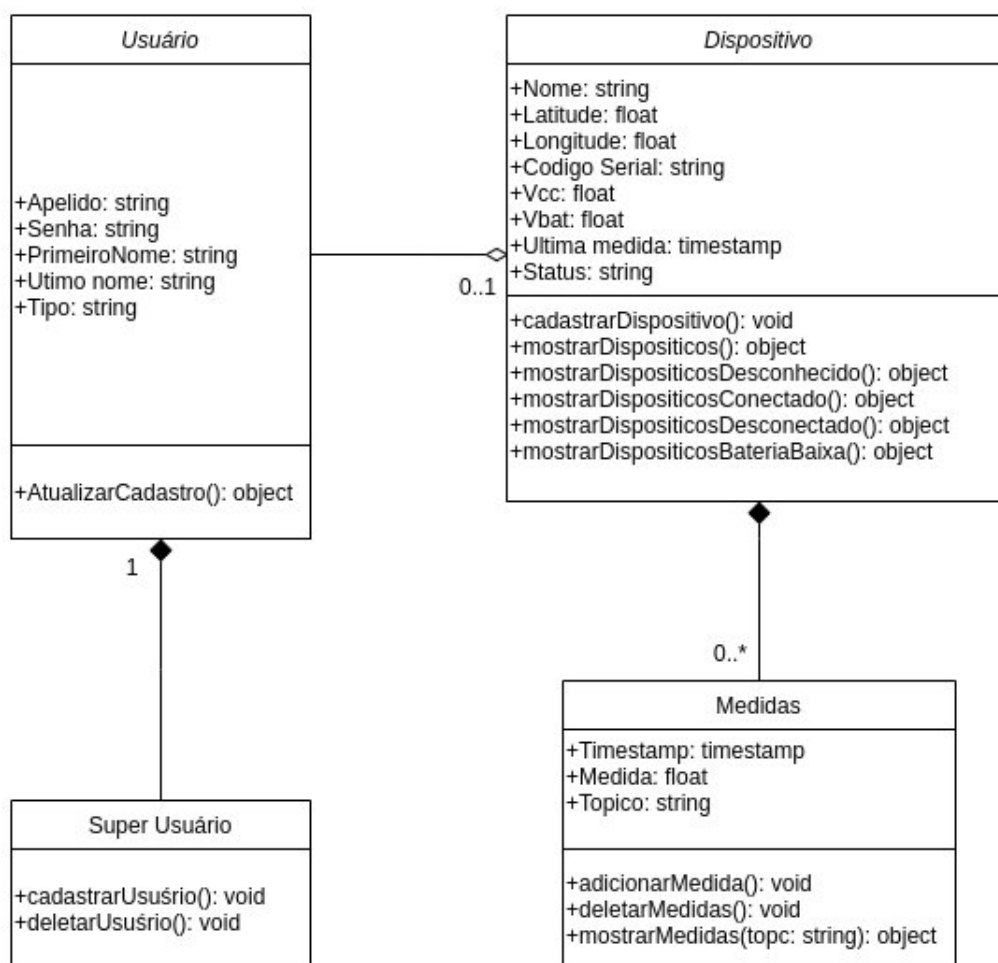 Usuário
+Apelido: string
+Senha: string
+PrimeiroNome: string
+Utimo nome: string
+Tipo: string
+AtualizarCadastro(): object
1
0..1
Dispositivo
+Nome: string
+Latitude: float
+Longitude: float
+Codigo Serial: string
+Vcc: float
+Vbat: float
+Ultima medida: timestamp
+Status: string
+cadastrarDispositivo(): void
+mostrarDispositicos(): object
+mostrarDispositicosDesconhecido(): object
+mostrarDispositicosConectado(): object
+mostrarDispositicosDesconectado(): object
+mostrarDispositicosBateriaBaixa(): object
0..*
Super Usuário
+cadastrarUsuśrio(): void
+deletarUsuśrio(): void
Medidas
+Timestamp: timestamp
+Medida: float
+Topico: string
+adicionarMedida(): void
+deletarMedidas(): void
+mostrarMedidas(topc: string): object